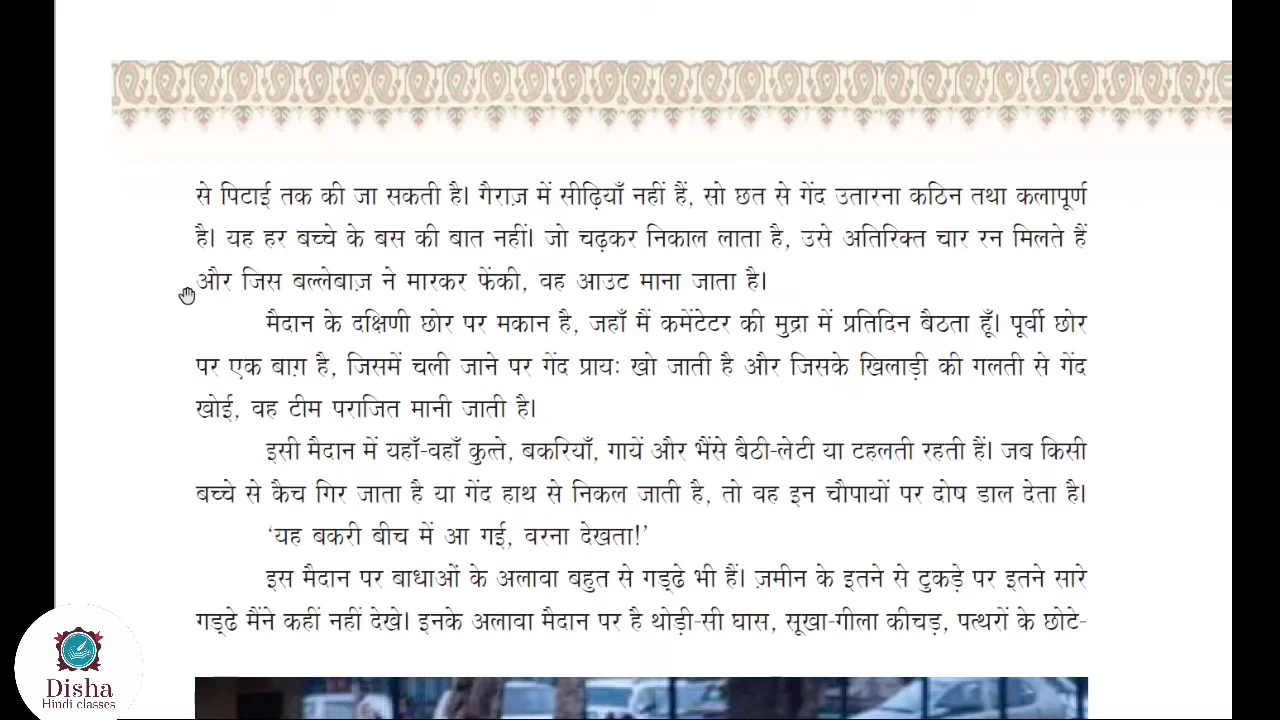 से पिटाई तक की जा सकती है। गैराज़ में सीढ़ियाँ नहीं हैं, सो छत से गेंद उतारना कठिन तथा कलापूर्ण
है। यह हर बच्चे के बस की बात नहीं। जो चढ़कर निकाल लाता है, उसे अतिरिक्त चार रन मिलते हैं
और जिस बल्लेबाज़ ने मारकर फेंकी, वह आउट माना जाता है।
मैदान के दक्षिणी छोर पर मकान है, जहाँ मैं कमेंटेटर की मुद्रा में प्रतिदिन बैठता हूँ। पूर्वी छोर
पर एक बाग़ है, जिसमें चली जाने पर गेंद प्रायः खो जाती है और जिसके खिलाड़ी की गलती से गेंद
खोई, वह टीम पराजित मानी जाती है।
इसी मैदान में यहाँ-वहाँ कुत्ते, बकरियाँ, गायें और भैंसे बैठी-लेटी या टहलती रहती हैं। जब किसी
बच्चे से कैच गिर जाता है या गेंद हाथ से निकल जाती है, तो वह इन चौपायों पर दोष डाल देता है।
‘यह बकरी बीच में आ गई, वरना देखता!’
इस मैदान पर बाधाओं के अलावा बहुत से गड्ढे भी हैं। ज़मीन के इतने से टुकड़े पर इतने सारे
गड्ढे मैंने कहीं नहीं देखे। इनके अलावा मैदान पर है थोड़ी-सी घास, सूखा-गीला कीचड़, पत्थरों के छोटे-
Disha
Hindi classes